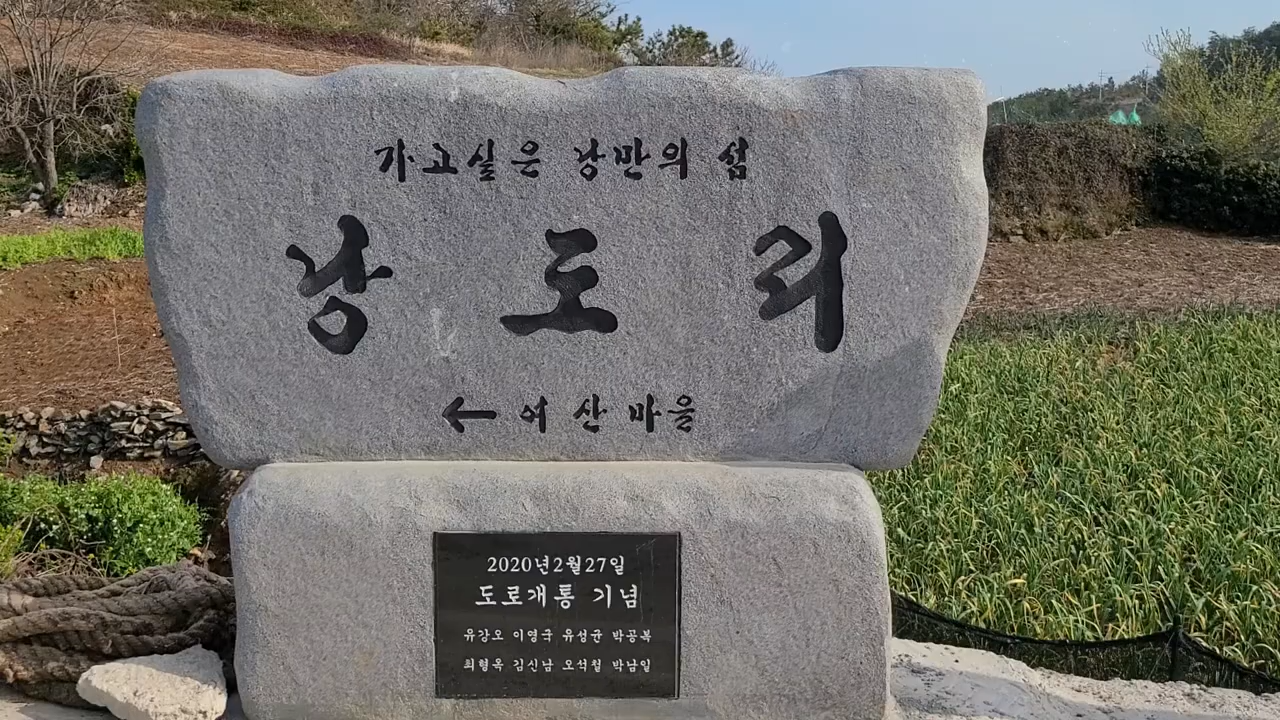 가고싶은 낭만의 섬
낭도리
← 여산마을
2020년2월27일
도로개통 기념
유강오 이영국 유성균 박공복
최형옥 김신남 오석철 박남일